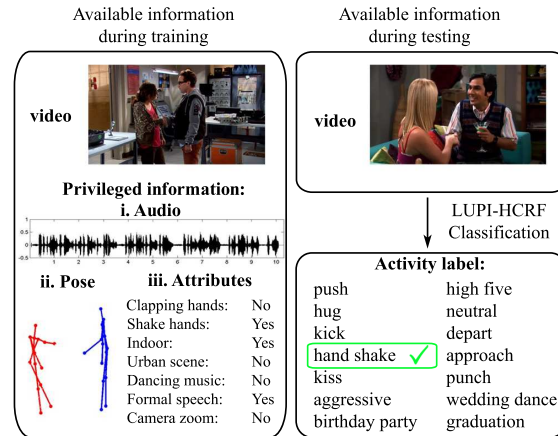 Available information
during training
video
Privileged information:
i. Audio
1
0.5
0
-0.5
0 1 2 3 4 5 6 7 8 9 10
ii. Pose
iii. Attributes
Clapping hands: No
Shake hands: Yes
Indoor: Yes
Urban scene: No
Dancing music: No
Formal speech: Yes
Camera zoom: No
Available information
during testing
video
LUPI-HCRF
Classification
Activity label:
push high five
hug neutral
kick depart
hand shake approach
kiss punch
aggressive wedding dance
birthday party graduation